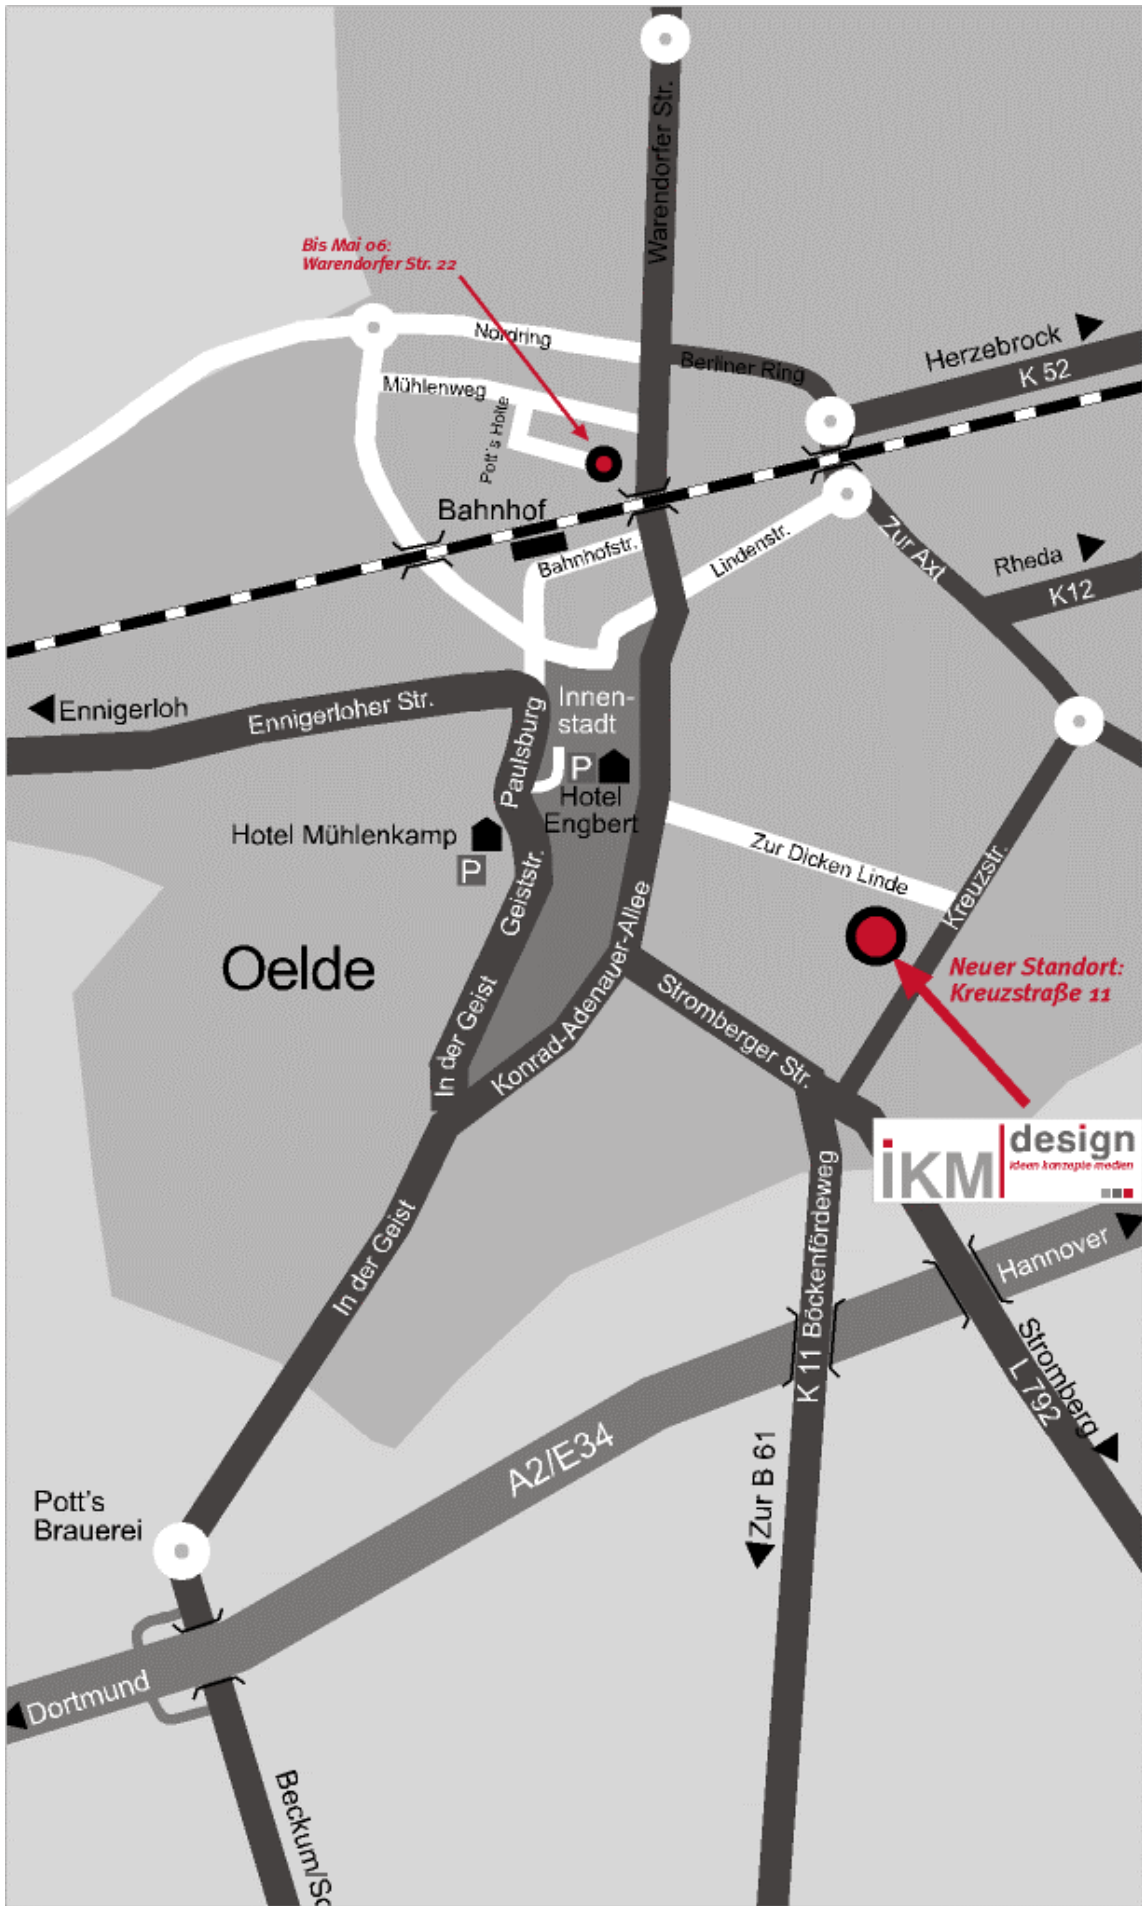 Warendorfer Str.
Bis Mai 06:
Warendorfer Str. 22
Nordring
Berliner Ring
Herzebrock
K 52
Mühlenweg
Pott's Holte
Bahnhof
Bahnhofstr.
Lindenstr.
Zur Axt
Rheda
K12
Ennigerloh
Ennigerloher Str.
Innen-
stadt
Paulsburg
P
Hotel
Engbert
Hotel Mühlenkamp
P
Geiststr.
Zur Dicken Linde
Kreuzstr.
Oelde
In der Geist
Konrad-Adenauer-Allee
Stromberger Str.
Neuer Standort:
Kreuzstraße 11
iKM design
ideen konzepte medien
In der Geist
K 11 Böckenfördeweg
Hannover
Stromberg
L 792
A2/E34
Zur B 61
Pott's
Brauerei
Dortmund
Beckum/Sc